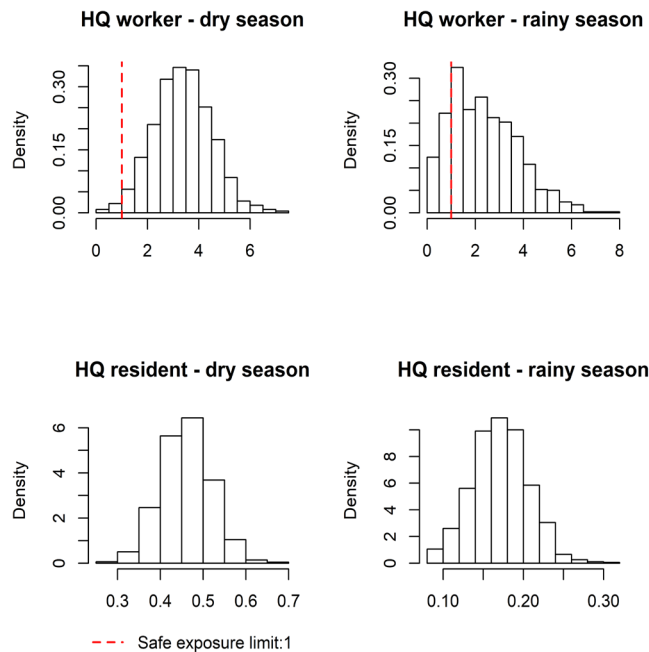 HQ worker - dry season
HQ worker - rainy season
Density
0.00 0.15 0.30
0 2 4 6
Density
0.00 0.15 0.30
0 2 4 6 8
HQ resident - dry season
HQ resident - rainy season
Density
0 2 4 6
0.3 0.4 0.5 0.6 0.7
Density
0 2 4 6 8
0.10 0.20 0.30
Safe exposure limit:1